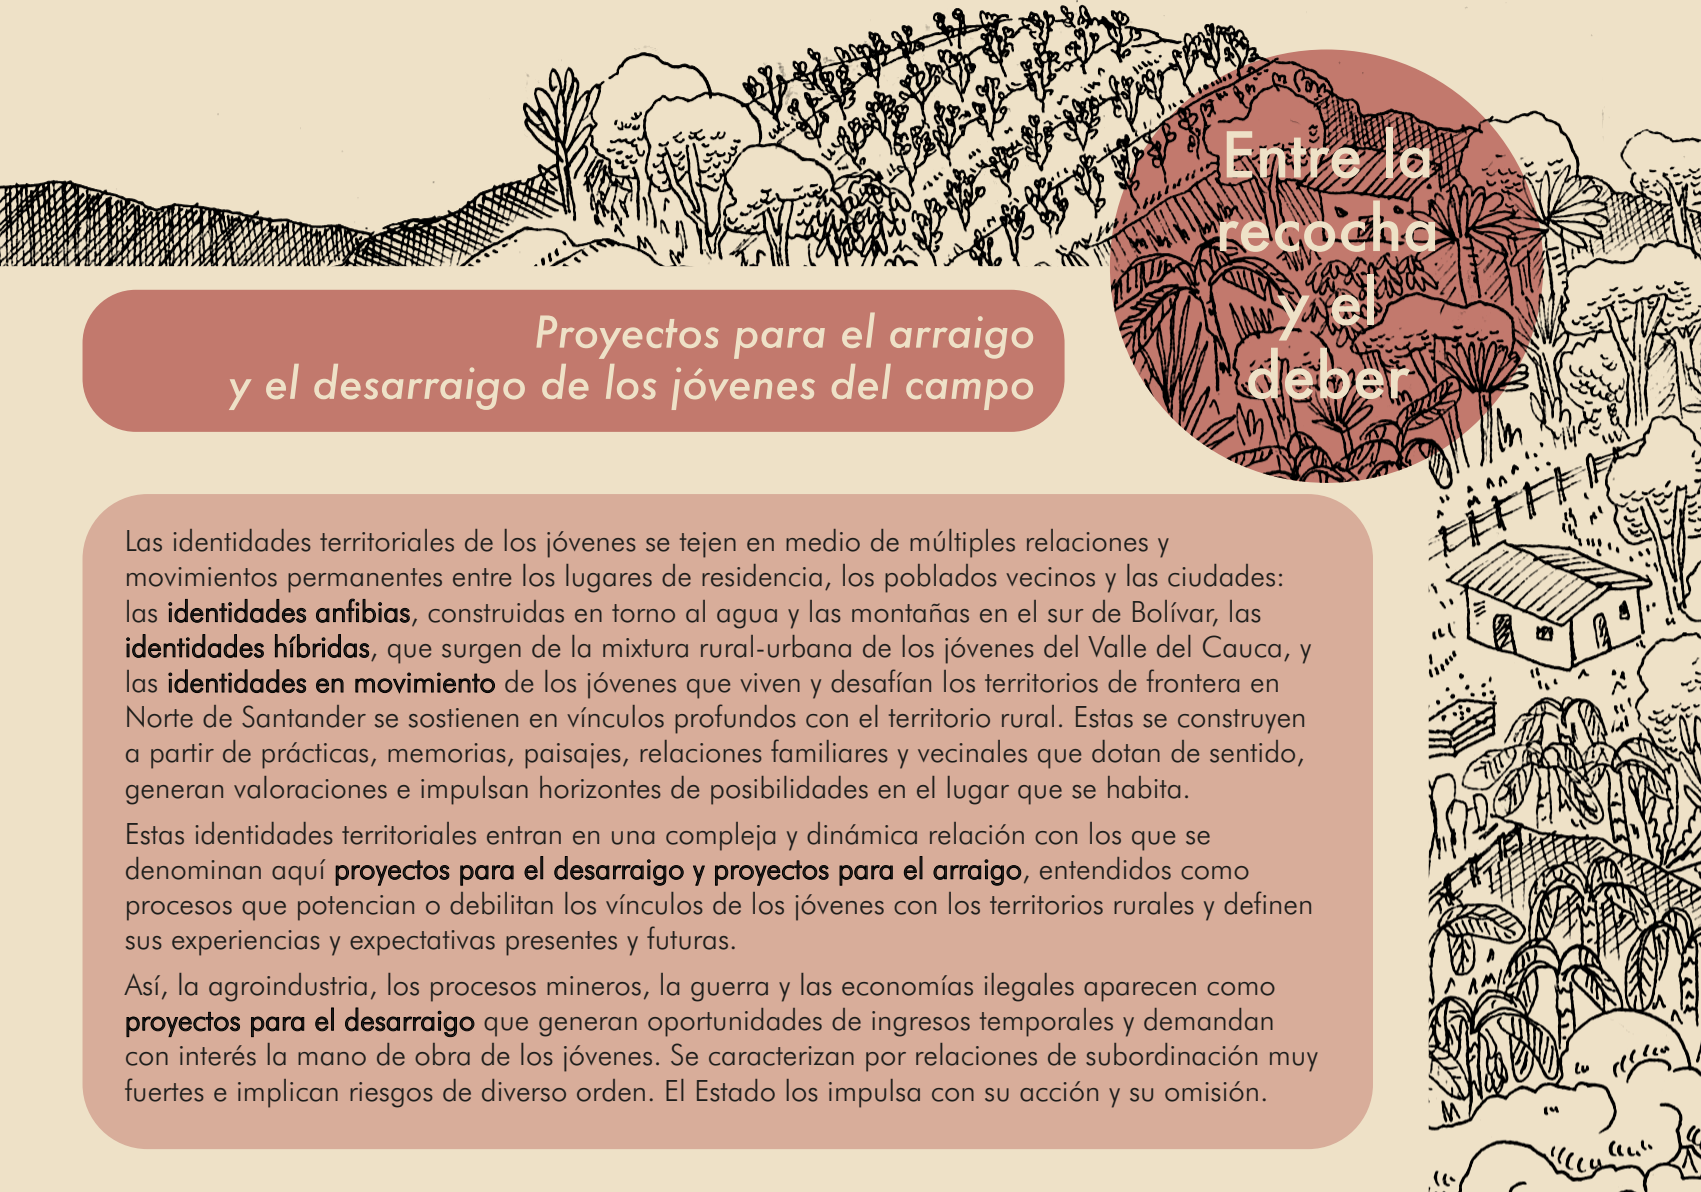 Entre la
recocha
y el
deber
Proyectos para el arraigo
y el desarraigo de los jóvenes del campo
Las identidades territoriales de los jóvenes se tejen en medio de múltiples relaciones y
movimientos permanentes entre los lugares de residencia, los poblados vecinos y las ciudades:
las identidades anfibias, construidas en torno al agua y las montañas en el sur de Bolívar, las
identidades híbridas, que surgen de la mixtura rural-urbana de los jóvenes del Valle del Cauca, y
las identidades en movimiento de los jóvenes que viven y desafían los territorios de frontera en
Norte de Santander se sostienen en vínculos profundos con el territorio rural. Estas se construyen
a partir de prácticas, memorias, paisajes, relaciones familiares y vecinales que dotan de sentido,
generan valoraciones e impulsan horizontes de posibilidades en el lugar que se habita.
Estas identidades territoriales entran en una compleja y dinámica relación con los que se
denominan aquí proyectos para el desarraigo y proyectos para el arraigo, entendidos como
procesos que potencian o debilitan los vínculos de los jóvenes con los territorios rurales y definen
sus experiencias y expectativas presentes y futuras.
Así, la agroindustria, los procesos mineros, la guerra y las economías ilegales aparecen como
proyectos para el desarraigo que generan oportunidades de ingresos temporales y demandan
con interés la mano de obra de los jóvenes. Se caracterizan por relaciones de subordinación muy
fuertes e implican riesgos de diverso orden. El Estado los impulsa con su acción y su omisión.